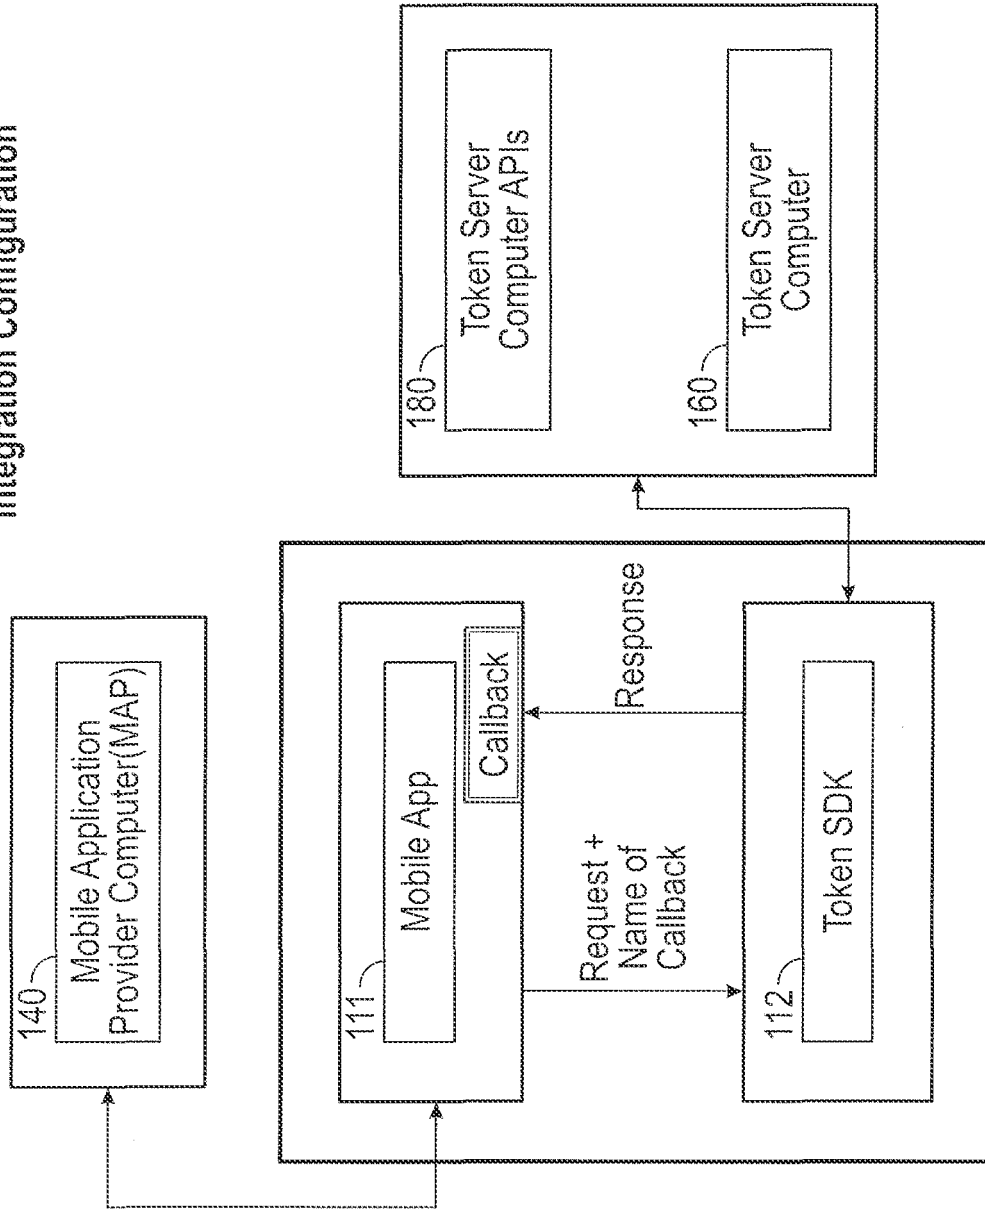 Integration Configuration
140
Mobile Application
Provider Computer(MAP)
111
Mobile App
Callback
Request +
Name of
Callback
Response
112
Token SDK
180
Token Server
Computer APIs
160
Token Server
Computer